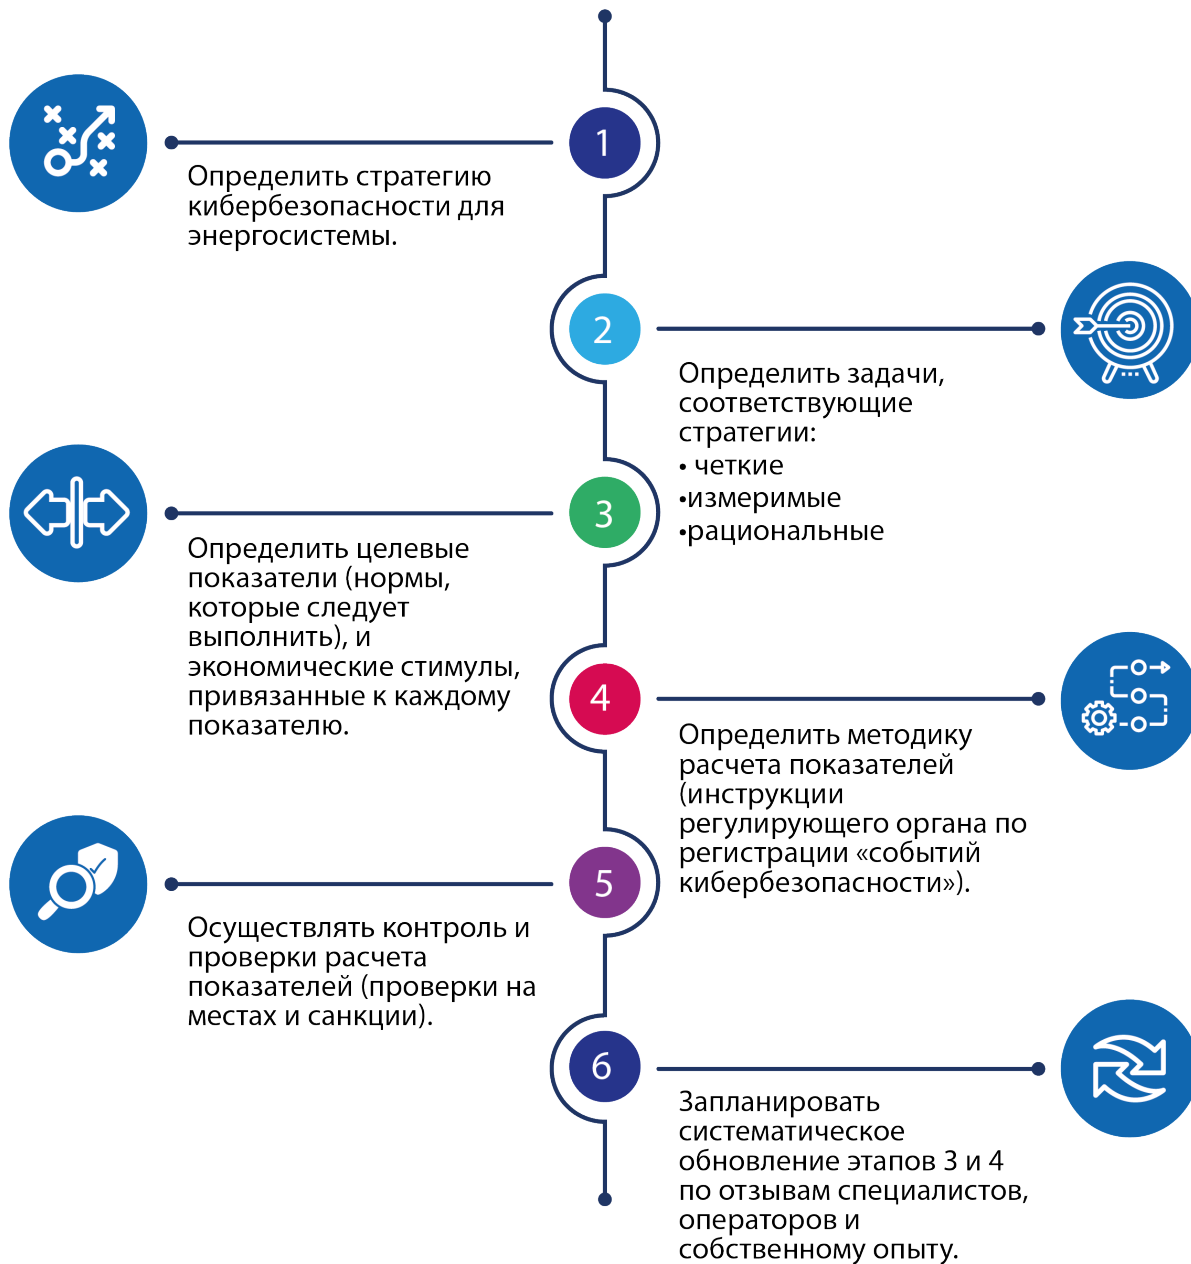 1
Определить стратегию
кибербезопасности для
энергосистемы.
2
Определить задачи,
соответствующие
стратегии:
• четкие
•измеримые
•рациональные
3
Определить целевые
показатели (нормы,
которые следует
выполнить), и
экономические стимулы,
привязанные к каждому
показателю.
4
Определить методику
расчета показателей
(инструкции
регулирующего органа по
регистрации «событий
кибербезопасности»).
5
Осуществлять контроль и
проверки расчета
показателей (проверки на
местах и санкции).
6
Запланировать
систематическое
обновление этапов 3 и 4
по отзывам специалистов,
операторов и
собственному опыту.